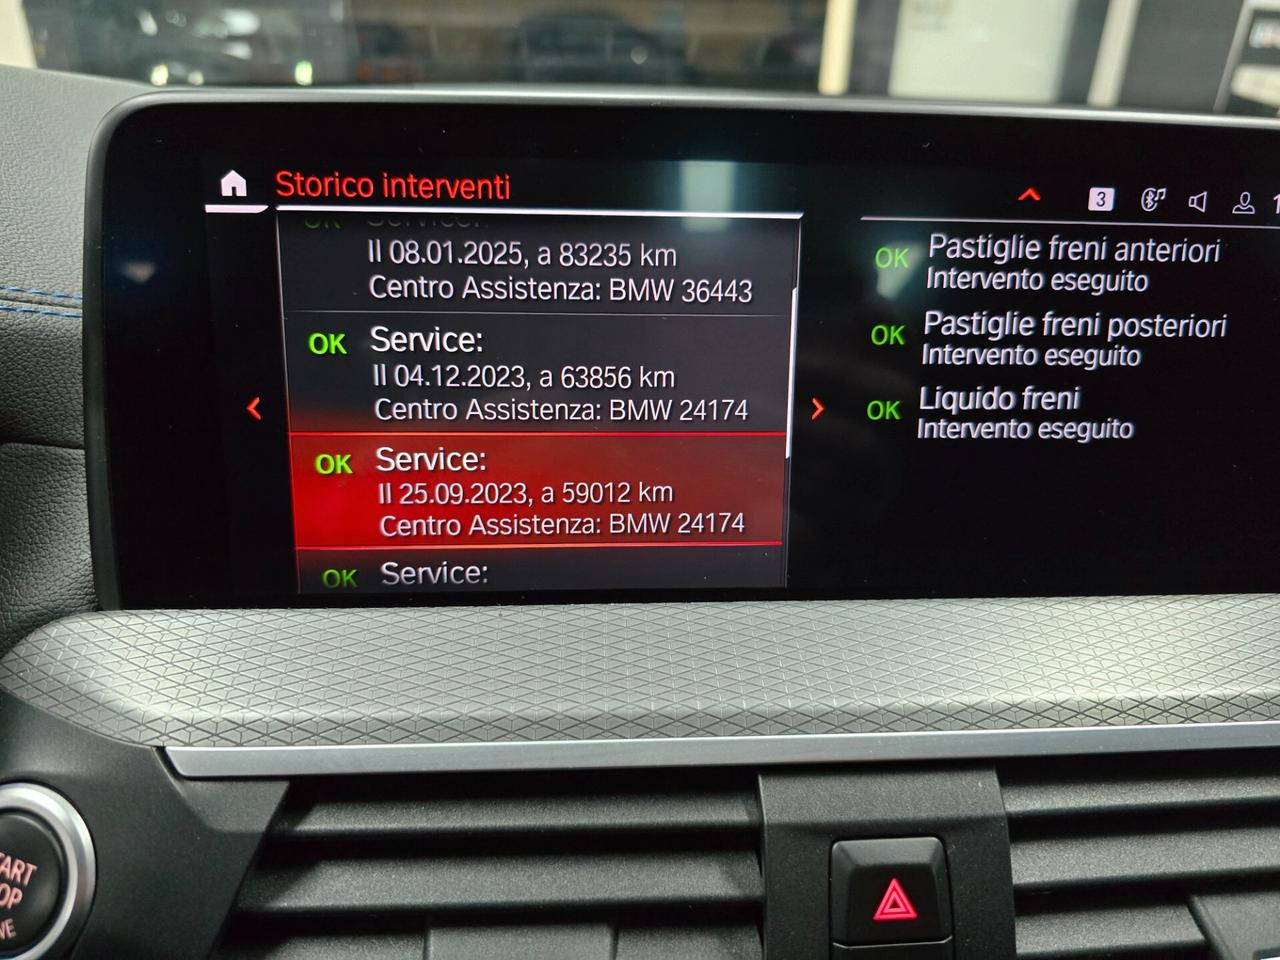 Storico interventi
3
OK Service:
Il 08.01.2025, a 83235 km
Centro Assistenza: BMW 36443
OK Service:
Il 04.12.2023, a 63856 km
Centro Assistenza: BMW 24174
OK Service:
Il 25.09.2023, a 59012 km
Centro Assistenza: BMW 24174
OK Service:
OK Pastiglie freni anteriori
Intervento eseguito
OK Pastiglie freni posteriori
Intervento eseguito
OK Liquido freni
Intervento eseguito